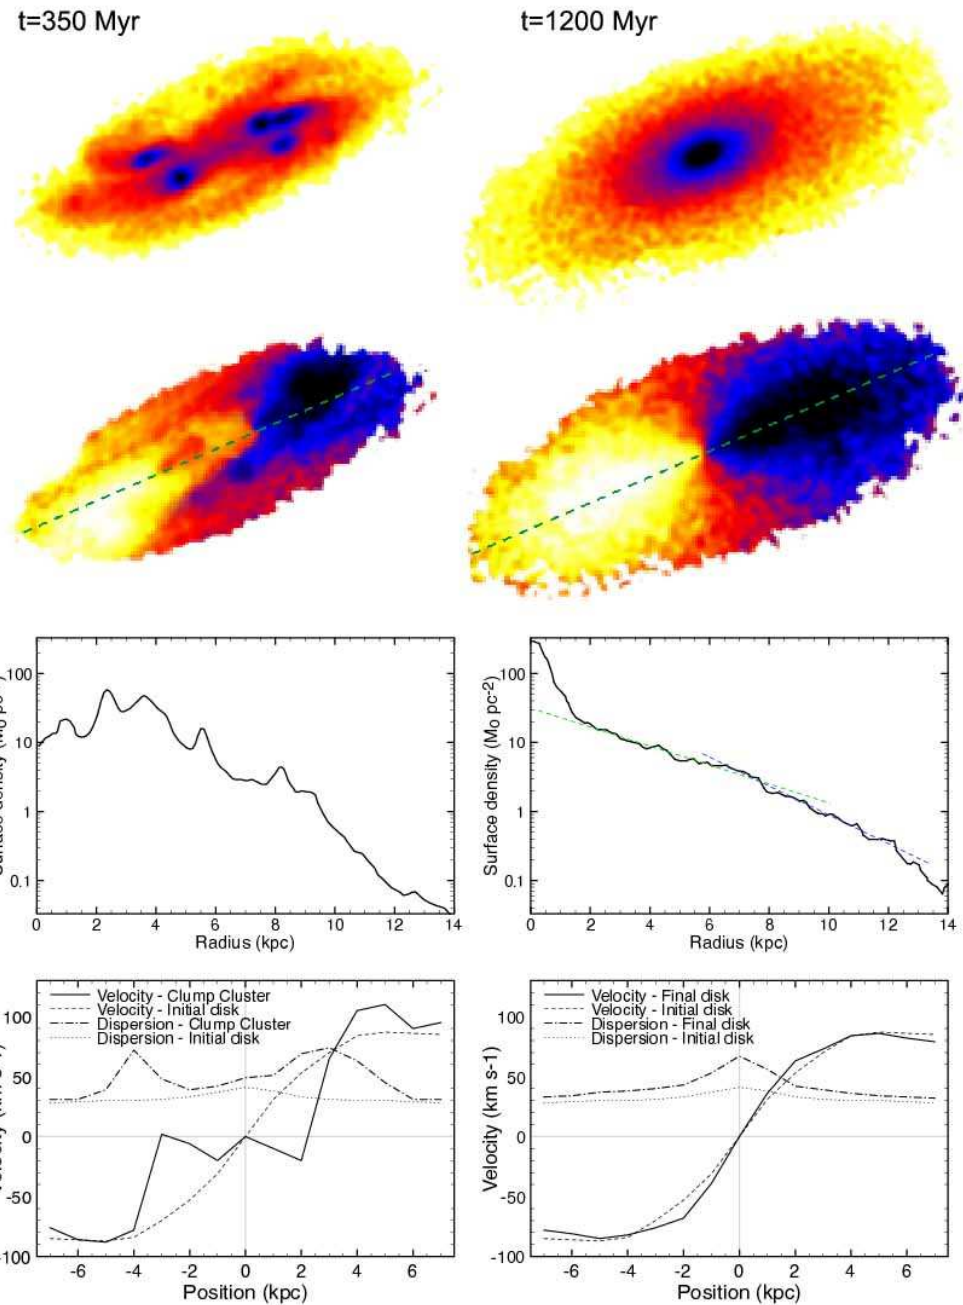 t=350 Myr
t=1200 Myr
100
10
1
0.1
0 2 4 6 8 10 12 14
Radius (kpc)
Surface density (M₀ pc-2)
100
10
1
0.1
0 2 4 6 8 10 12 14
Radius (kpc)
Velocity - Clump Cluster
Velocity - Initial disk
Dispersion - Clump Cluster
Dispersion - Initial disk
100
50
0
-50
-100
-6 -4 -2 0 2 4 6
Position (kpc)
Velocity (km s-1)
Velocity - Final disk
Velocity - Initial disk
Dispersion - Final disk
Dispersion - Initial disk
100
50
0
-50
-100
-6 -4 -2 0 2 4 6
Position (kpc)